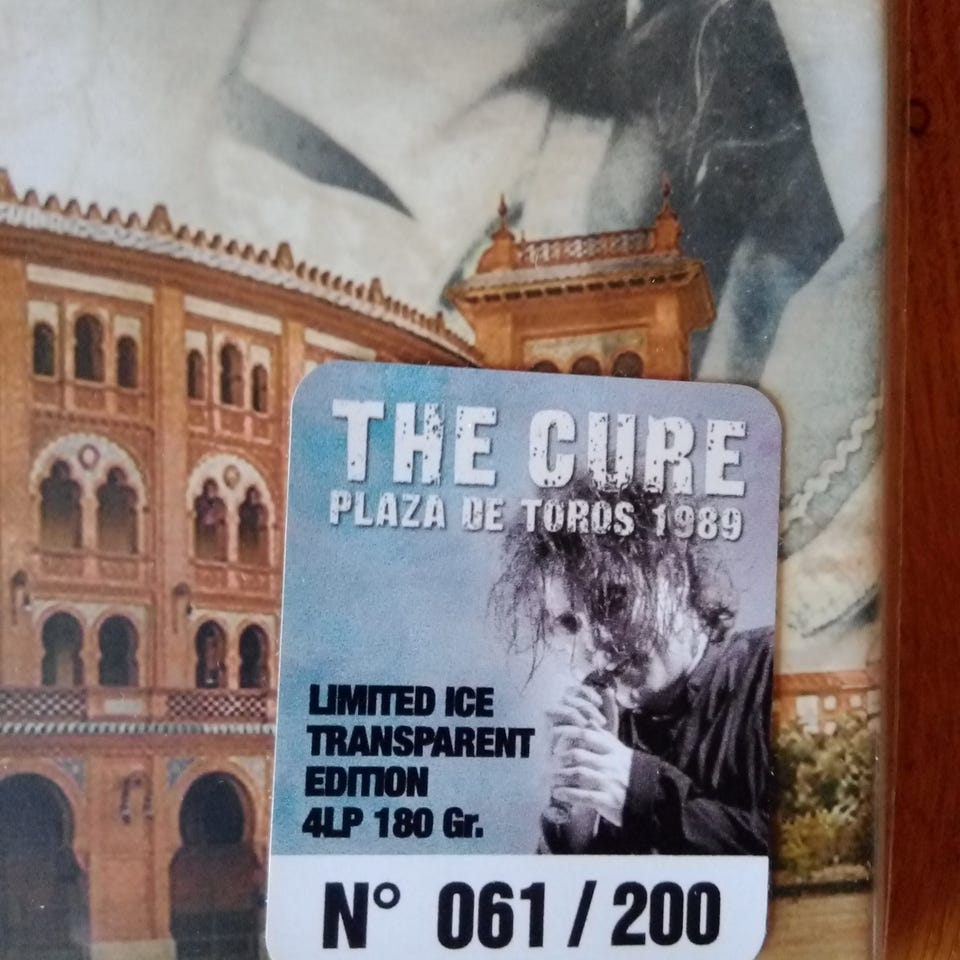 THE CURE
PLAZA DE TOROS 1989
LIMITED ICE
TRANSPARENT
EDITION
4LP 180 Gr.
N° 061 / 200